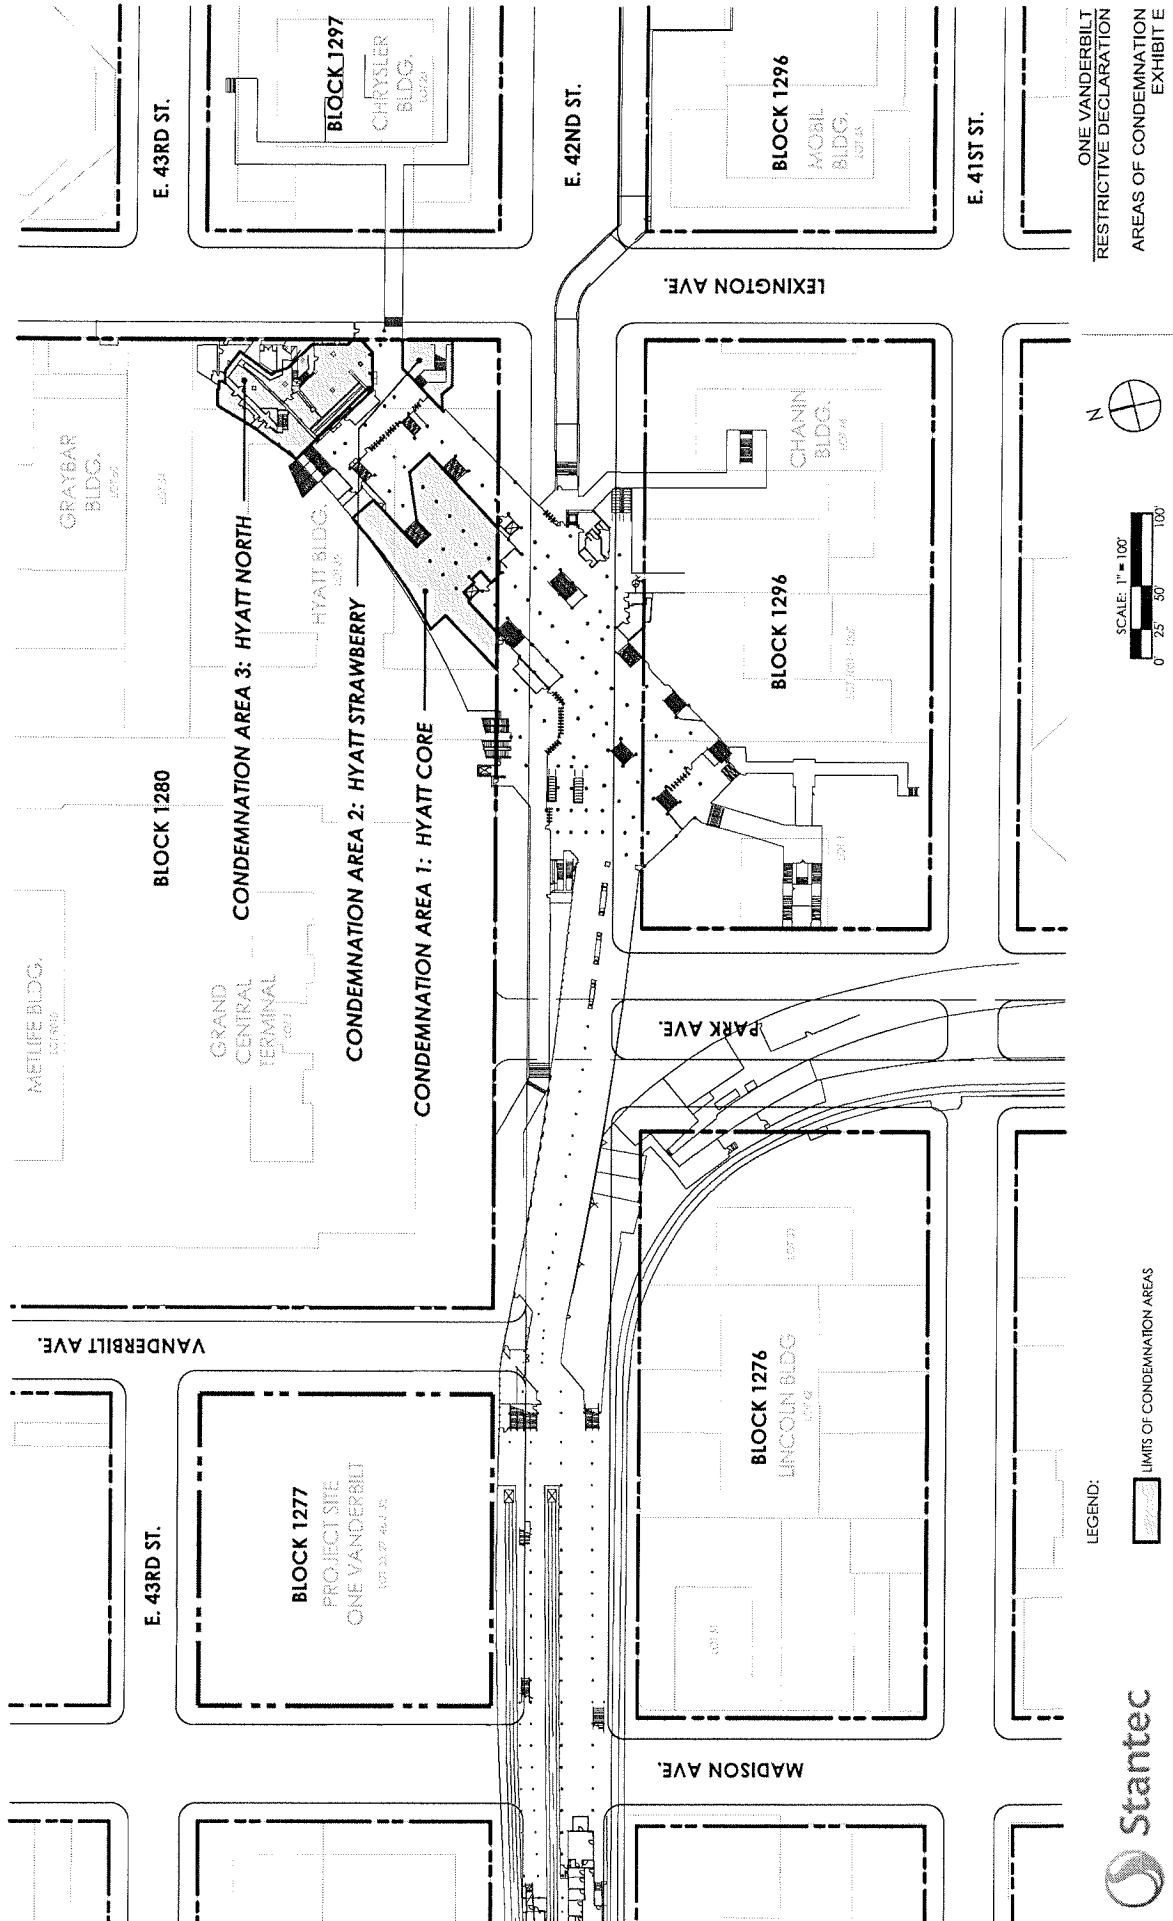 E. 43RD ST.
BLOCK 1297
CHRYSLER
BLDG.
E. 42ND ST.
BLOCK 1296
MOBIL
BLDG.
E. 41ST ST.
ONE VANDERBILT
RESTRICTIVE DECLARATION
AREAS OF CONDEMNATION
EXHIBIT E
LEXINGTON AVE.
GRAYBAR
BLDG.
HYATT BLDG.
CHANIN
BLDG.
N
CONDEMNATION AREA 3: HYATT NORTH
CONDEMNATION AREA 2: HYATT STRAWBERRY
CONDEMNATION AREA 1: HYATT CORE
BLOCK 1296
SCALE: 1" = 100'
0' 25' 50' 100'
BLOCK 1280
METLIFE BLDG.
GRAND
CENTRAL
TERMINAL
LOT 1
PARK AVE.
VANDERBILT AVE.
E. 43RD ST.
BLOCK 1277
PROJECT SITE
ONE VANDERBILT
BLOCK 1276
LINCOLN BLDG
MADISON AVE.
LEGEND:
LIMITS OF CONDEMNATION AREAS
Stantec